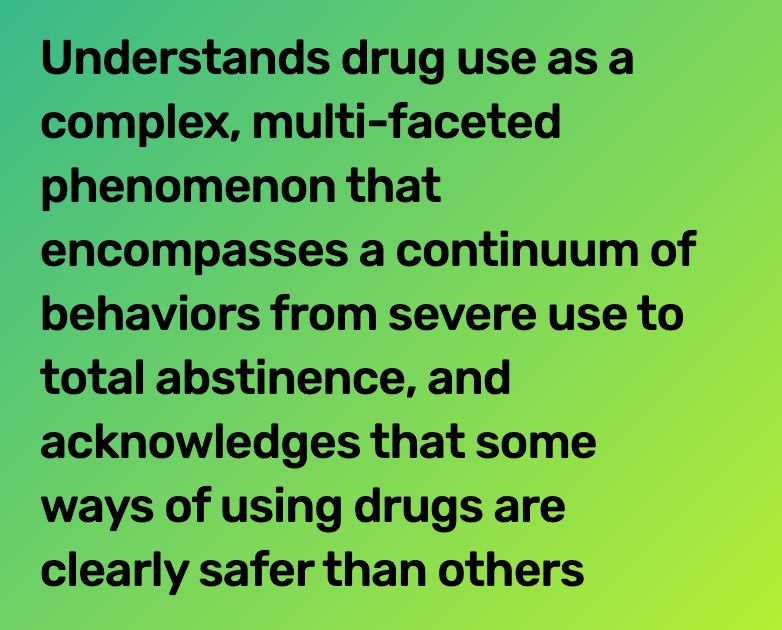 Understands drug use as a
complex, multi-faceted
phenomenon that
encompasses a continuum of
behaviors from severe use to
total abstinence, and
acknowledges that some
ways of using drugs are
clearly safer than others